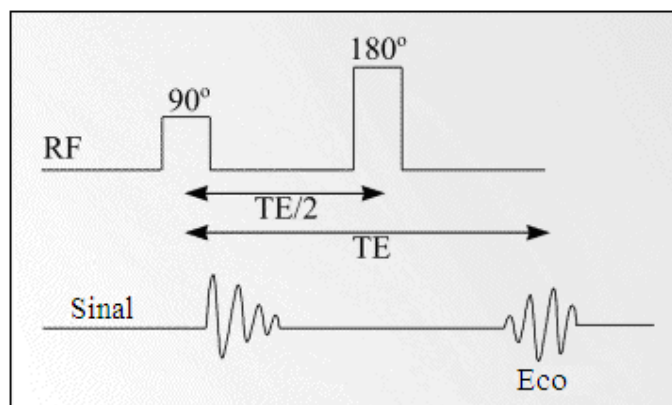 180º
90º
RF
TE/2
TE
Sinal
Eco